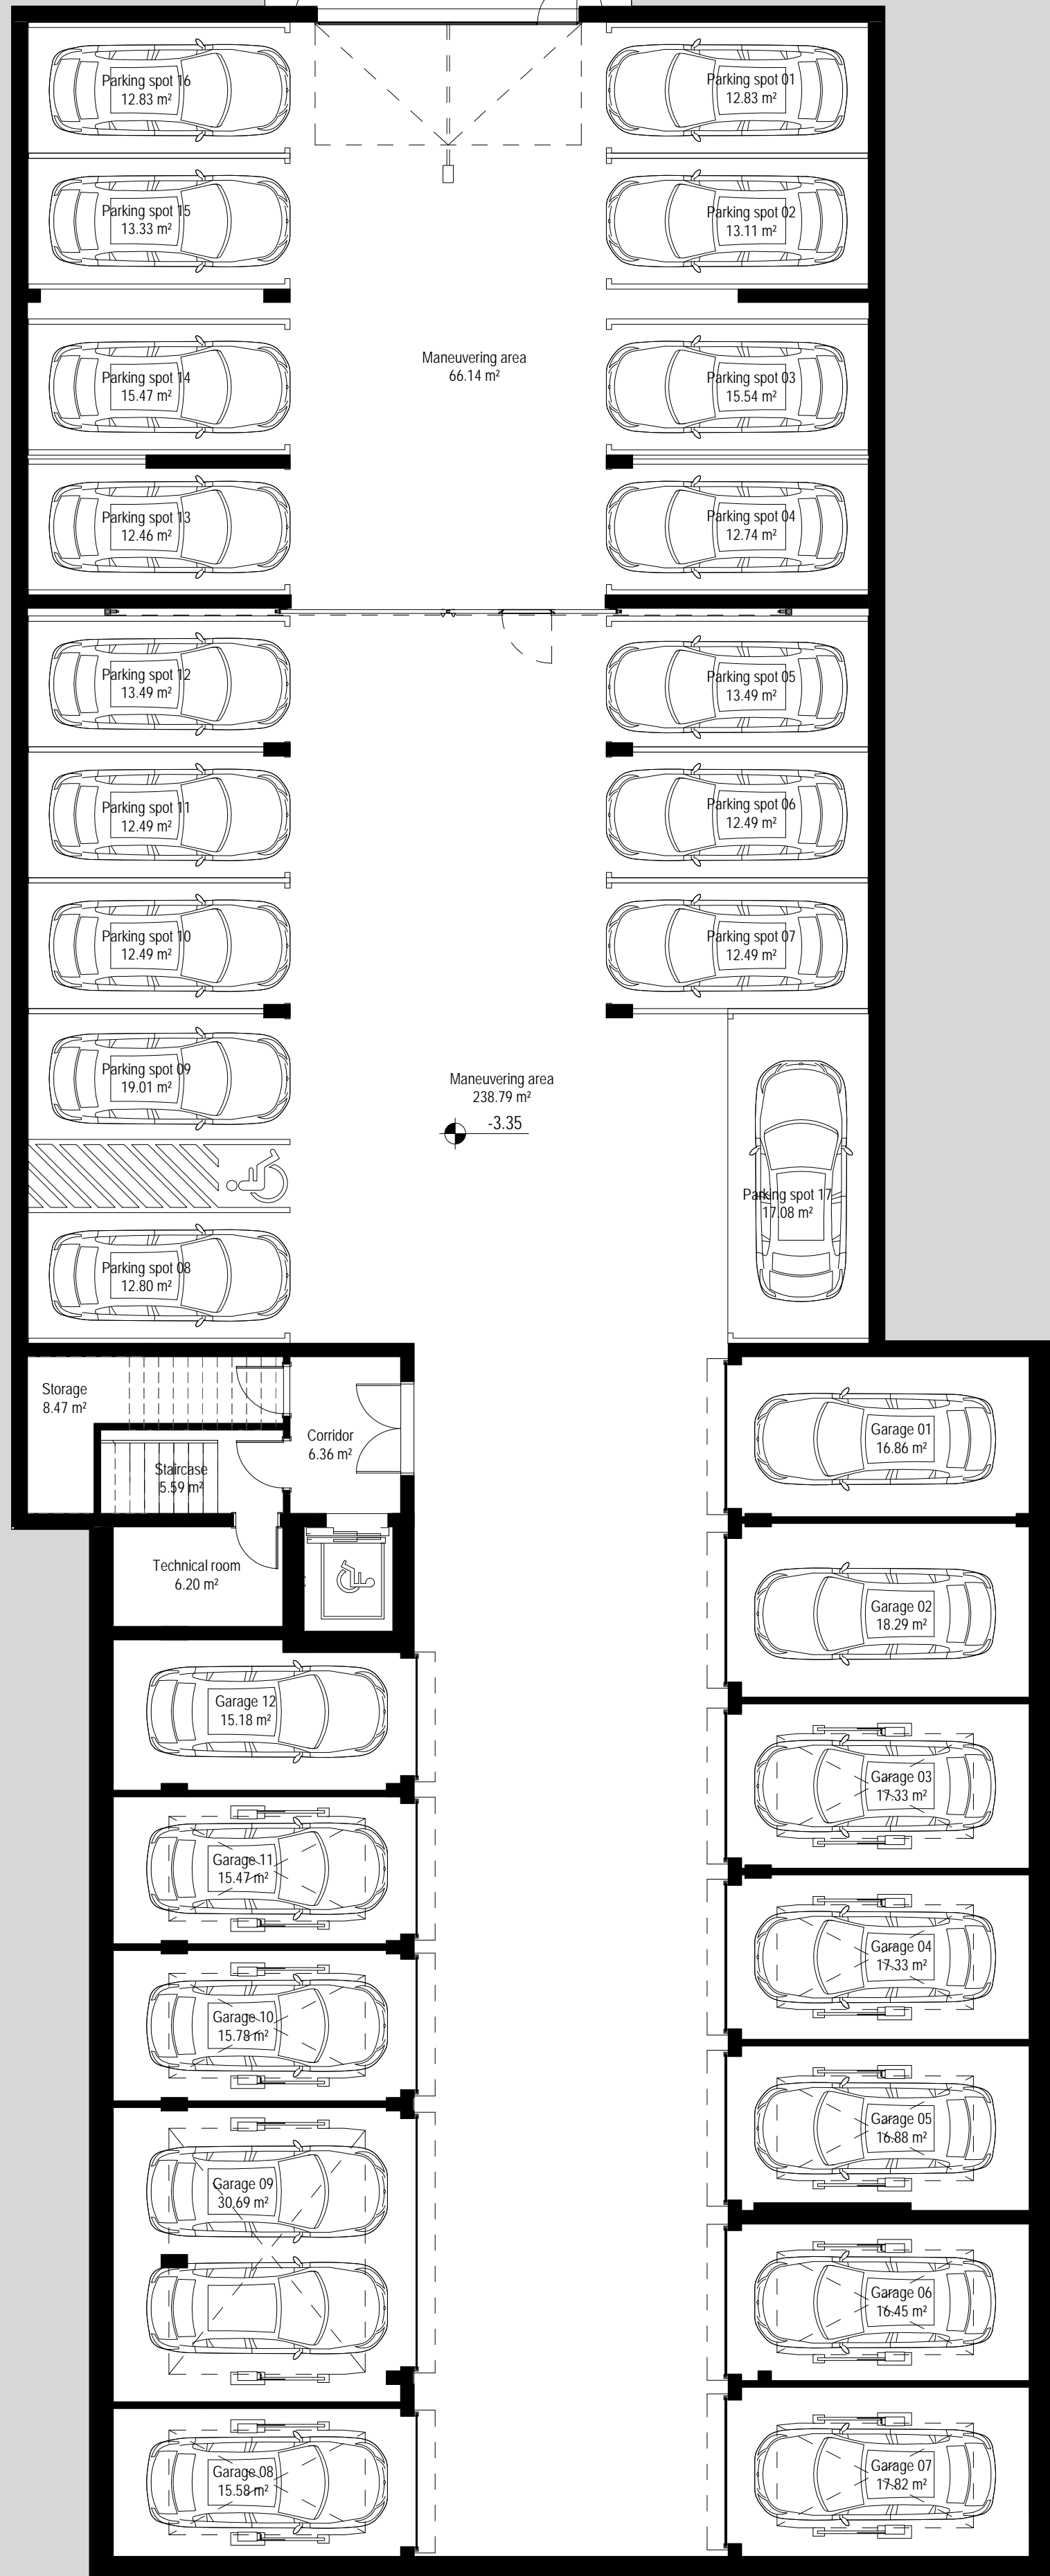 Parking spot 16
12.83 m²
Parking spot 01
12.83 m²
Parking spot 15
13.33 m²
Parking spot 02
13.11 m²
Maneuvering area
66.14 m²
Parking spot 14
15.47 m²
Parking spot 03
15.54 m²
Parking spot 13
12.46 m²
Parking spot 04
12.74 m²
Parking spot 12
13.49 m²
Parking spot 05
13.49 m²
Parking spot 11
12.49 m²
Parking spot 06
12.49 m²
Parking spot 10
12.49 m²
Parking spot 07
12.49 m²
Parking spot 09
19.01 m²
Maneuvering area
238.79 m²
-3.35
Parking spot 17
17.08 m²
Parking spot 08
12.80 m²
Storage
8.47 m²
Corridor
6.36 m²
Staircase
5.59 m²
Garage 01
16.86 m²
Technical room
6.20 m²
Garage 02
18.29 m²
Garage 12
15.18 m²
Garage 03
17.33 m²
Garage 11
15.47 m²
Garage 04
17.33 m²
Garage 10
15.78 m²
Garage 05
16.88 m²
Garage 09
30.69 m²
Garage 06
16.45 m²
Garage 08
15.58 m²
Garage 07
17.82 m²